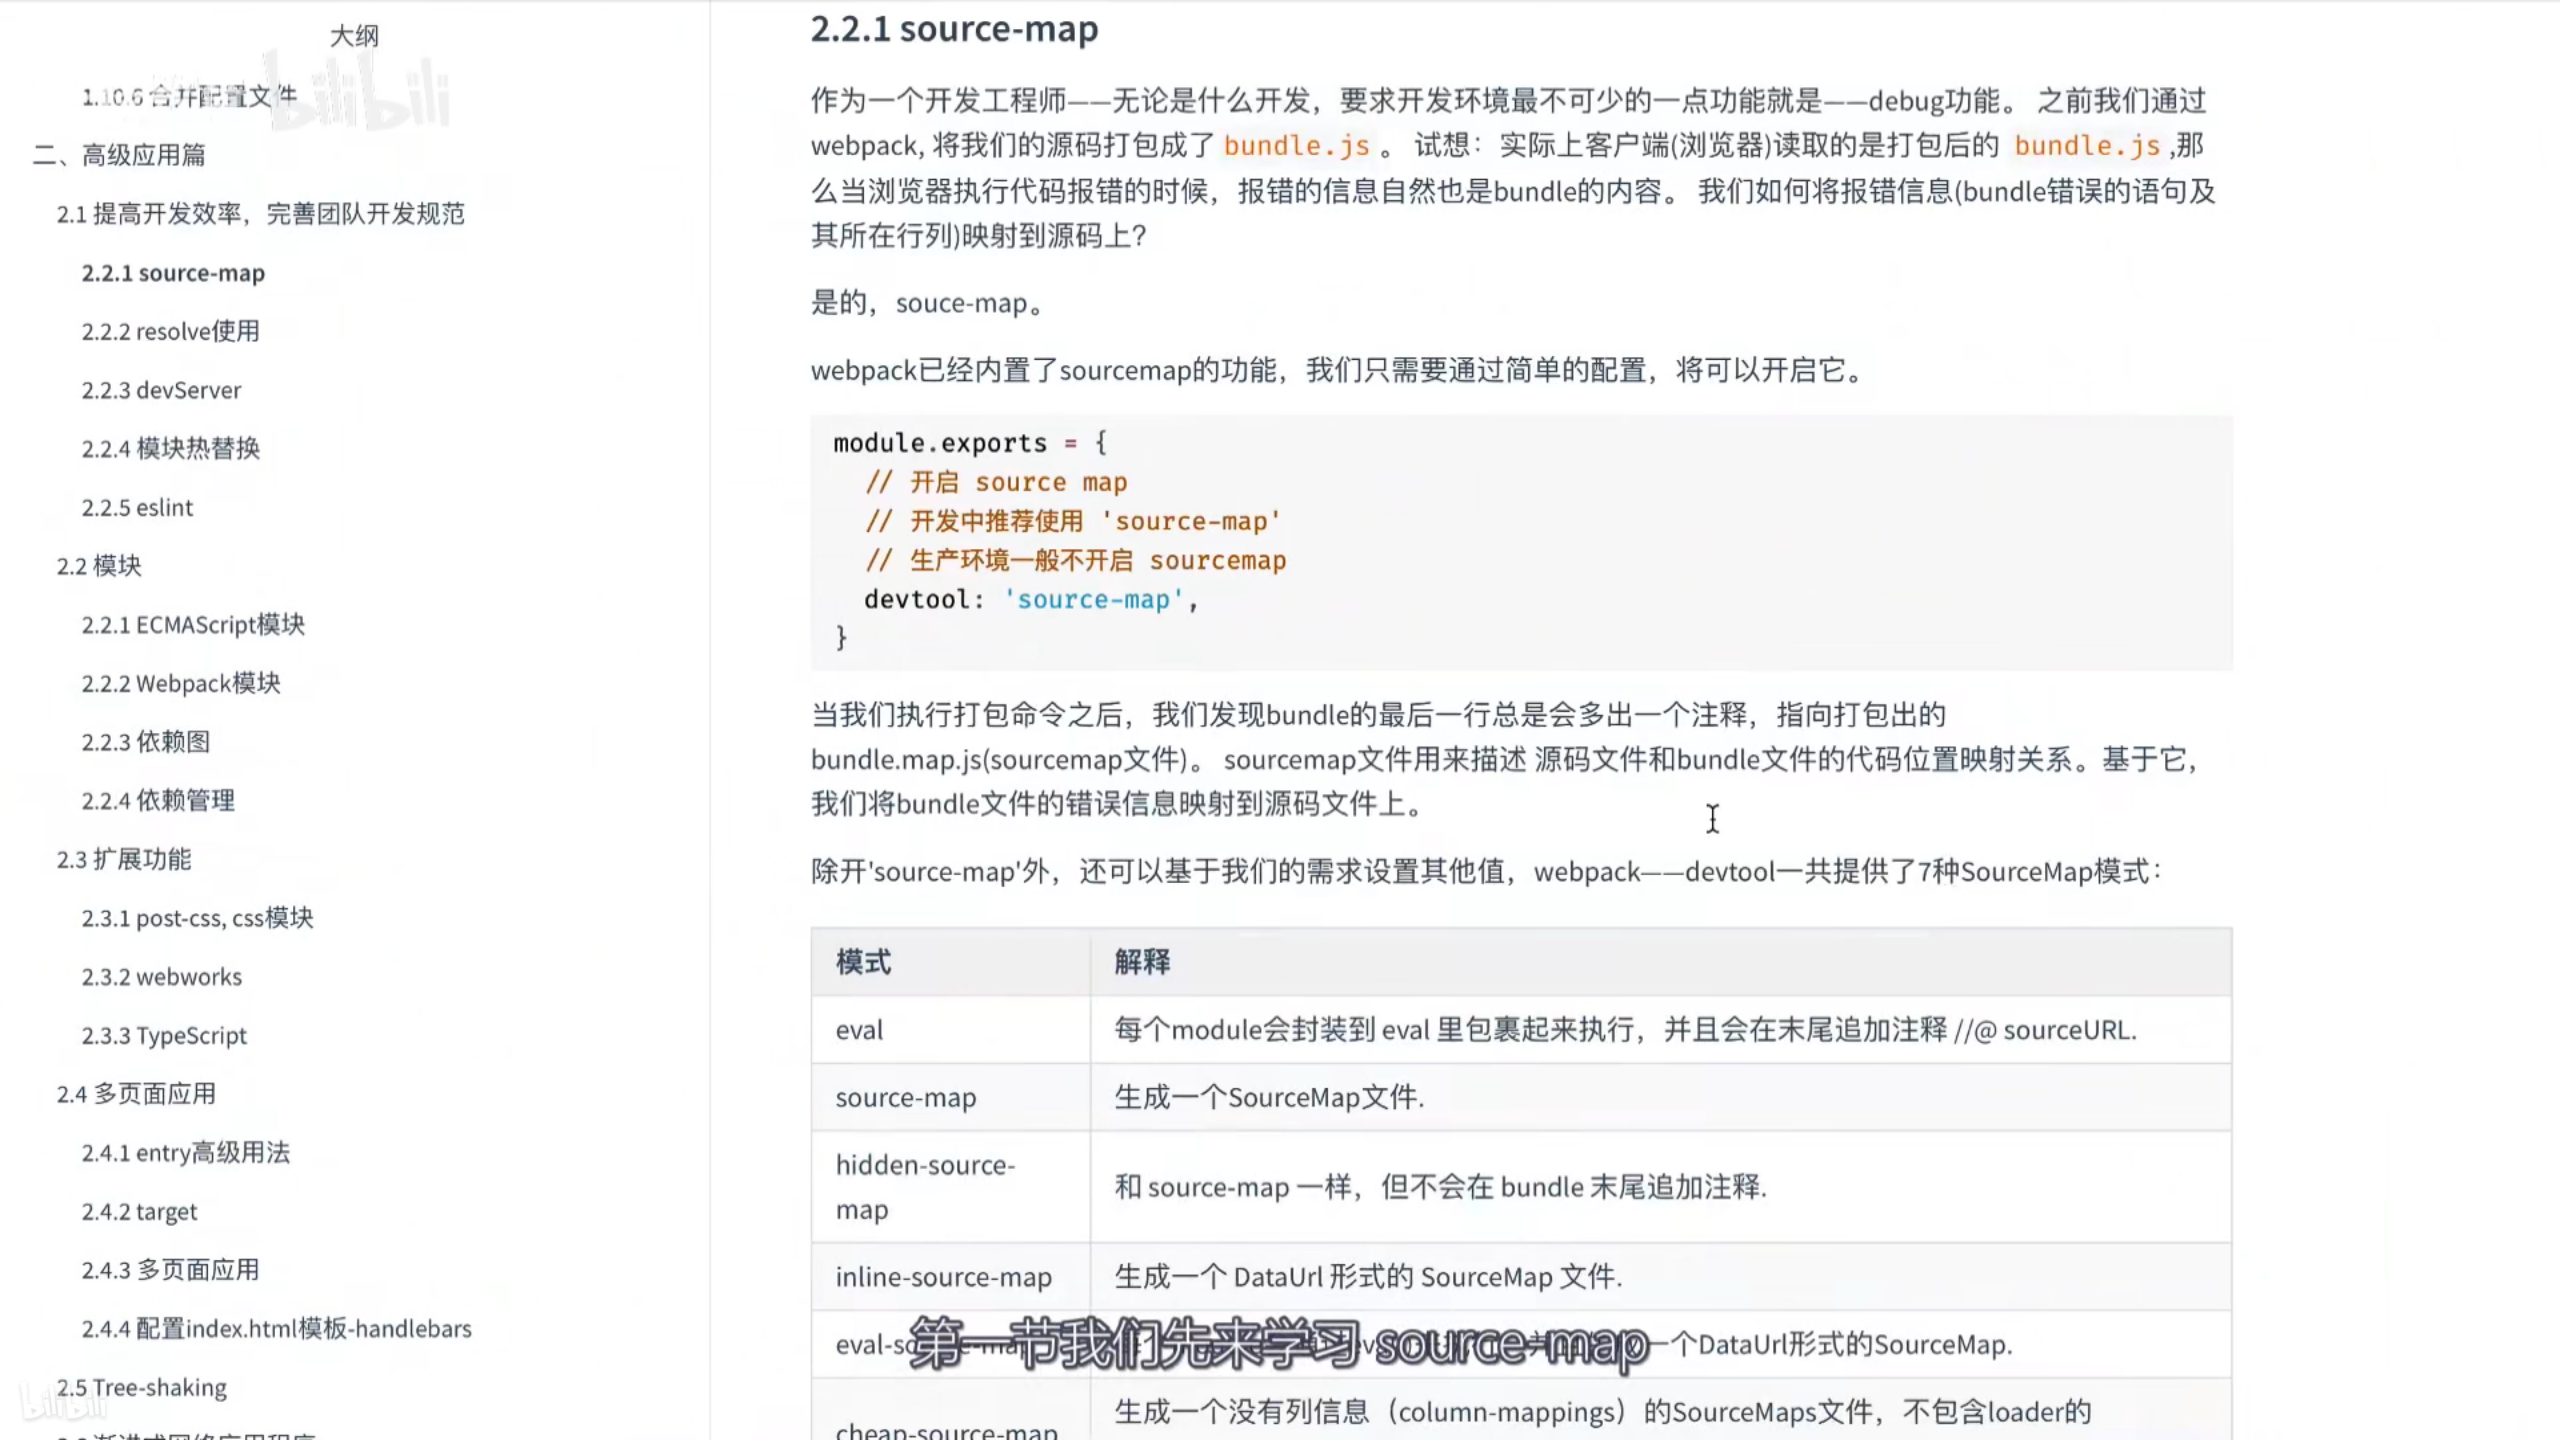 大纲
bilibili
1.10.6 合并配置文件
二、高级应用篇
2.1 提高开发效率，完善团队开发规范
2.2.1 source-map
2.2.2 resolve使用
2.2.3 devServer
2.2.4 模块热替换
2.2.5 eslint
2.2 模块
2.2.1 ECMAScript模块
2.2.2 Webpack模块
2.2.3 依赖图
2.2.4 依赖管理
2.3 扩展功能
2.3.1 post-css, css模块
2.3.2 webworks
2.3.3 TypeScript
2.4 多页面应用
2.4.1 entry高级用法
2.4.2 target
2.4.3 多页面应用
2.4.4 配置index.html模板-handlebars
2.5 Tree-shaking
bilibili
2.2.1 source-map
作为一个开发工程师——无论是什么开发，要求开发环境最不可少的一点功能就是——debug功能。 之前我们通过
webpack, 将我们的源码打包成了 bundle.js 。 试想：实际上客户端(浏览器)读取的是打包后的 bundle.js ,那
么当浏览器执行代码报错的时候，报错的信息自然也是bundle的内容。 我们如何将报错信息(bundle错误的语句及
其所在行列)映射到源码上？
是的，souce-map。
webpack已经内置了sourcemap的功能，我们只需要通过简单的配置，将可以开启它。
module.exports = {
// 开启 source map
// 开发中推荐使用 'source-map'
// 生产环境一般不开启 sourcemap
devtool: 'source-map',
}
当我们执行打包命令之后，我们发现bundle的最后一行总是会多出一个注释，指向打包出的
bundle.map.js(sourcemap文件)。 sourcemap文件用来描述 源码文件和bundle文件的代码位置映射关系。基于它，
我们将bundle文件的错误信息映射到源码文件上。
除开'source-map'外，还可以基于我们的需求设置其他值，webpack——devtool一共提供了7种SourceMap模式：
模式 解释
eval 每个module会封装到 eval 里包裹起来执行，并且会在末尾追加注释 //@ sourceURL.
source-map 生成一个SourceMap文件.
hidden-source-
map
和 source-map 一样，但不会在 bundle 末尾追加注释.
inline-source-map 生成一个 DataUrl 形式的 SourceMap 文件.
一个DataUrl形式的SourceMap.
第一节我们先来学习 source-map
cheap-source-map
生成一个没有列信息（column-mappings）的SourceMaps文件，不包含loader的